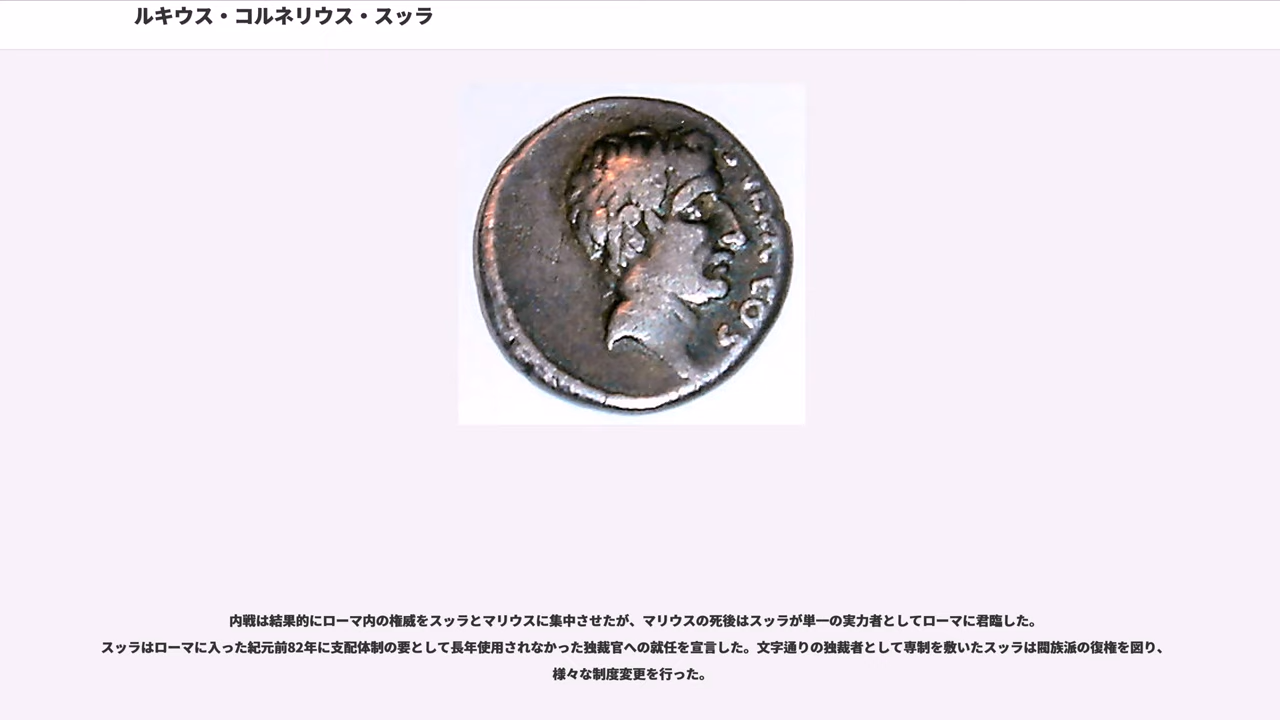 ルキウス・コルネリウス・スッラ
内戦は結果的にローマ内の権威をスッラとマリウスに集中させたが、マリウスの死後はスッラが単一の実力者としてローマに君臨した。
スッラはローマに入った紀元前82年に支配体制の要として長年使用されなかった独裁官への就任を宣言した。文字通りの独裁者として専制を敷いたスッラは閥族派の復権を図り、
様々な制度変更を行った。